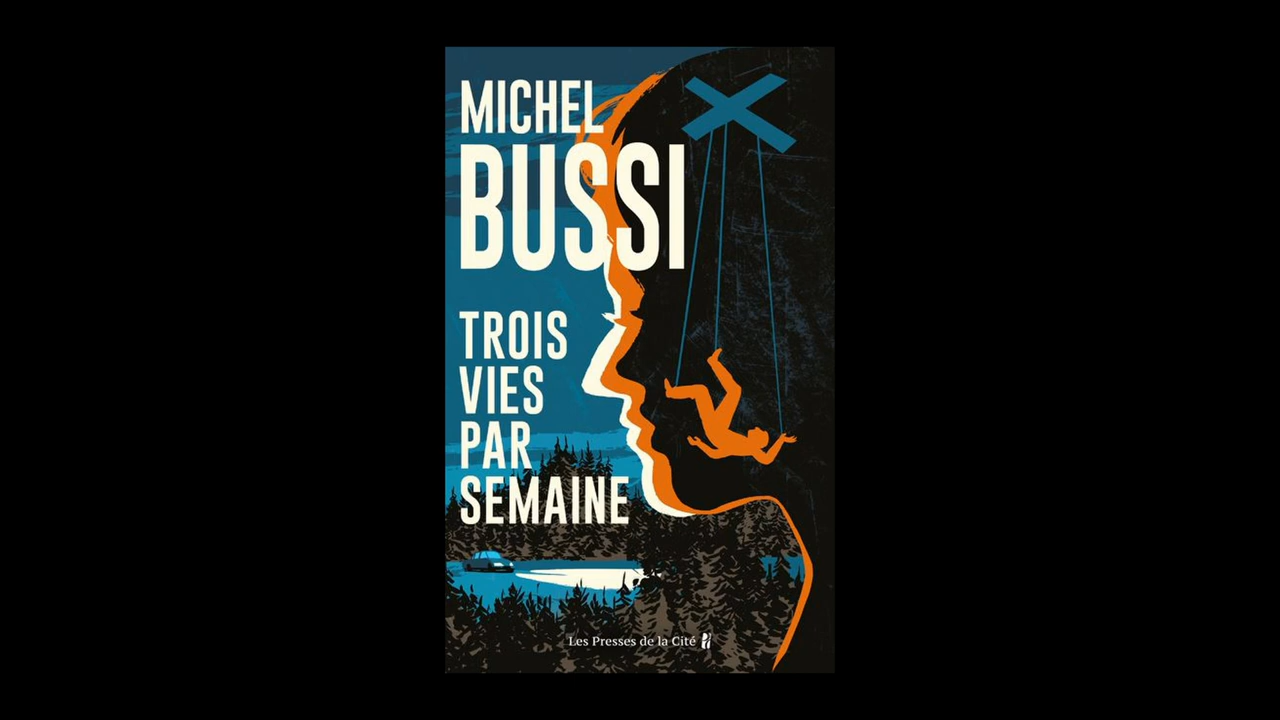 MICHEL
BUSSI
TROIS
VIES
PAR
SEMAINE
Les Presses de la Cité